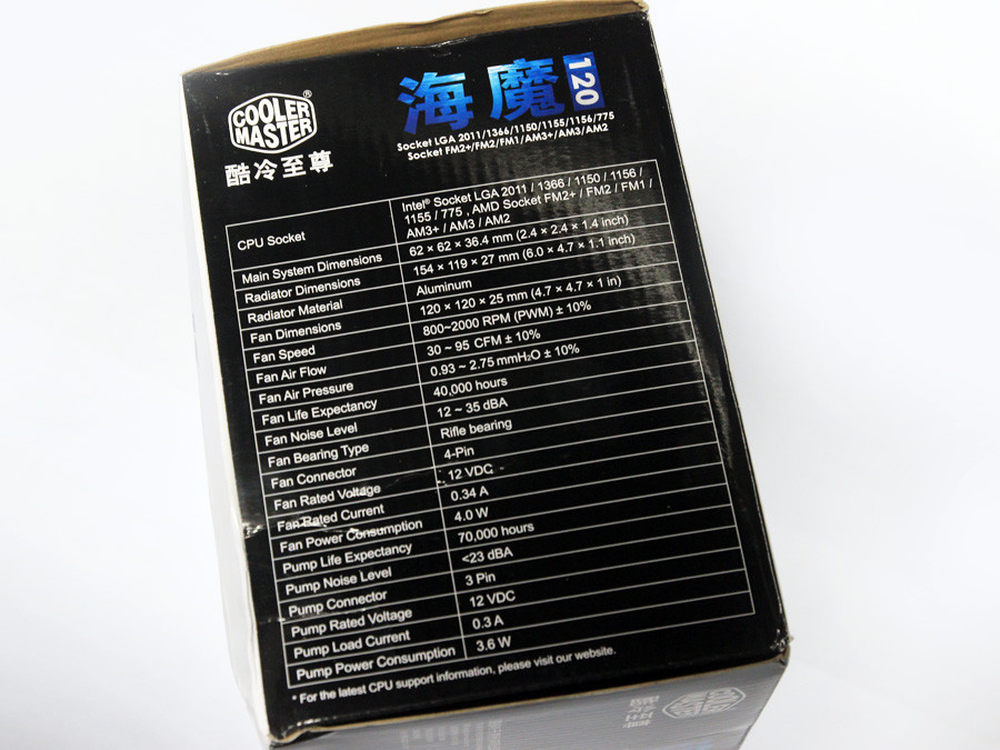 COOLER
MASTER®
酷冷至尊
海魔120
Socket LGA 2011/1366/1150/1155/1156/775
Socket FM2+/FM2/FM1/AM3+/AM3/AM2
CPU Socket
Intel® Socket LGA 2011 / 1366 / 1150 / 1156 /
1155 / 775 , AMD Socket FM2+ / FM2 / FM1 /
AM3+ / AM3 / AM2
Main System Dimensions 62 × 62 × 36.4 mm (2.4 × 2.4 × 1.4 inch)
Radiator Dimensions 154 × 119 × 27 mm (6.0 × 4.7 × 1.1 inch)
Radiator Material Aluminum
Fan Dimensions 120 × 120 × 25 mm (4.7 × 4.7 × 1 in)
Fan Speed 800~2000 RPM (PWM) ± 10%
Fan Air Flow 30 ~ 95 CFM ± 10%
Fan Air Pressure 0.93 ~ 2.75 mmH₂O ± 10%
Fan Life Expectancy 40,000 hours
Fan Noise Level 12 ~ 35 dBA
Fan Bearing Type Rifle bearing
Fan Connector 4-Pin
Fan Rated Voltage 12 VDC
Fan Rated Current 0.34 A
Fan Power Consumption 4.0 W
Pump Life Expectancy 70,000 hours
Pump Noise Level <23 dBA
Pump Connector 3 Pin
Pump Rated Voltage 12 VDC
Pump Load Current 0.3 A
Pump Power Consumption 3.6 W
* For the latest CPU support information, please visit our website.
酷冷至尊
COOLER
MASTER